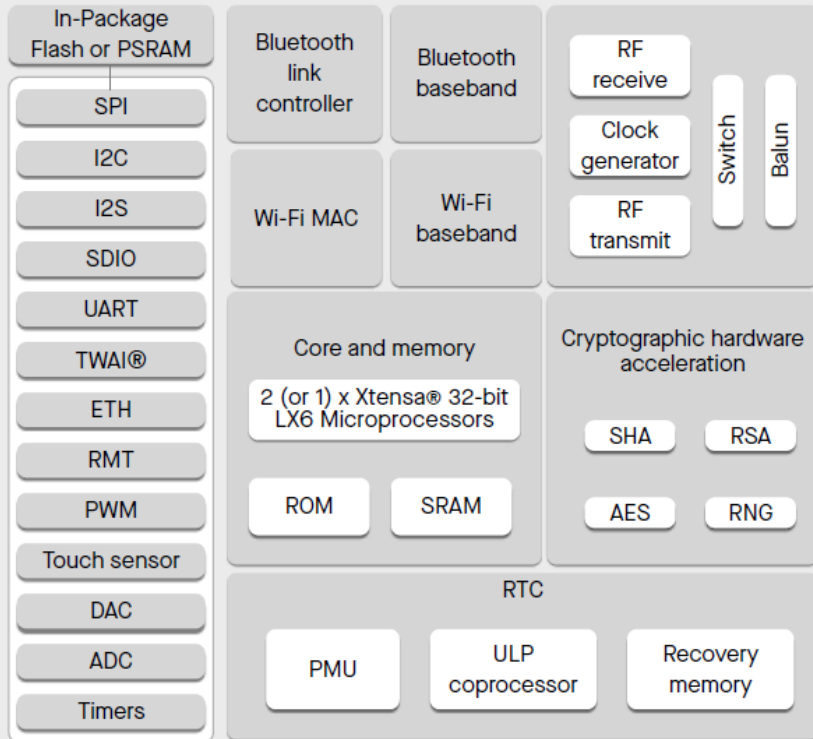 In-Package
Flash or PSRAM
SPI
I2C
I2S
SDIO
UART
TWAI®
ETH
RMT
PWM
Touch sensor
DAC
ADC
Timers
Bluetooth
link
controller
Bluetooth
baseband
Wi-Fi MAC
Wi-Fi
baseband
RF
receive
Clock
generator
RF
transmit
Switch
Balun
Core and memory
2 (or 1) x Xtensa® 32-bit
LX6 Microprocessors
ROM
SRAM
Cryptographic hardware
acceleration
SHA
RSA
AES
RNG
RTC
PMU
ULP
coprocessor
Recovery
memory